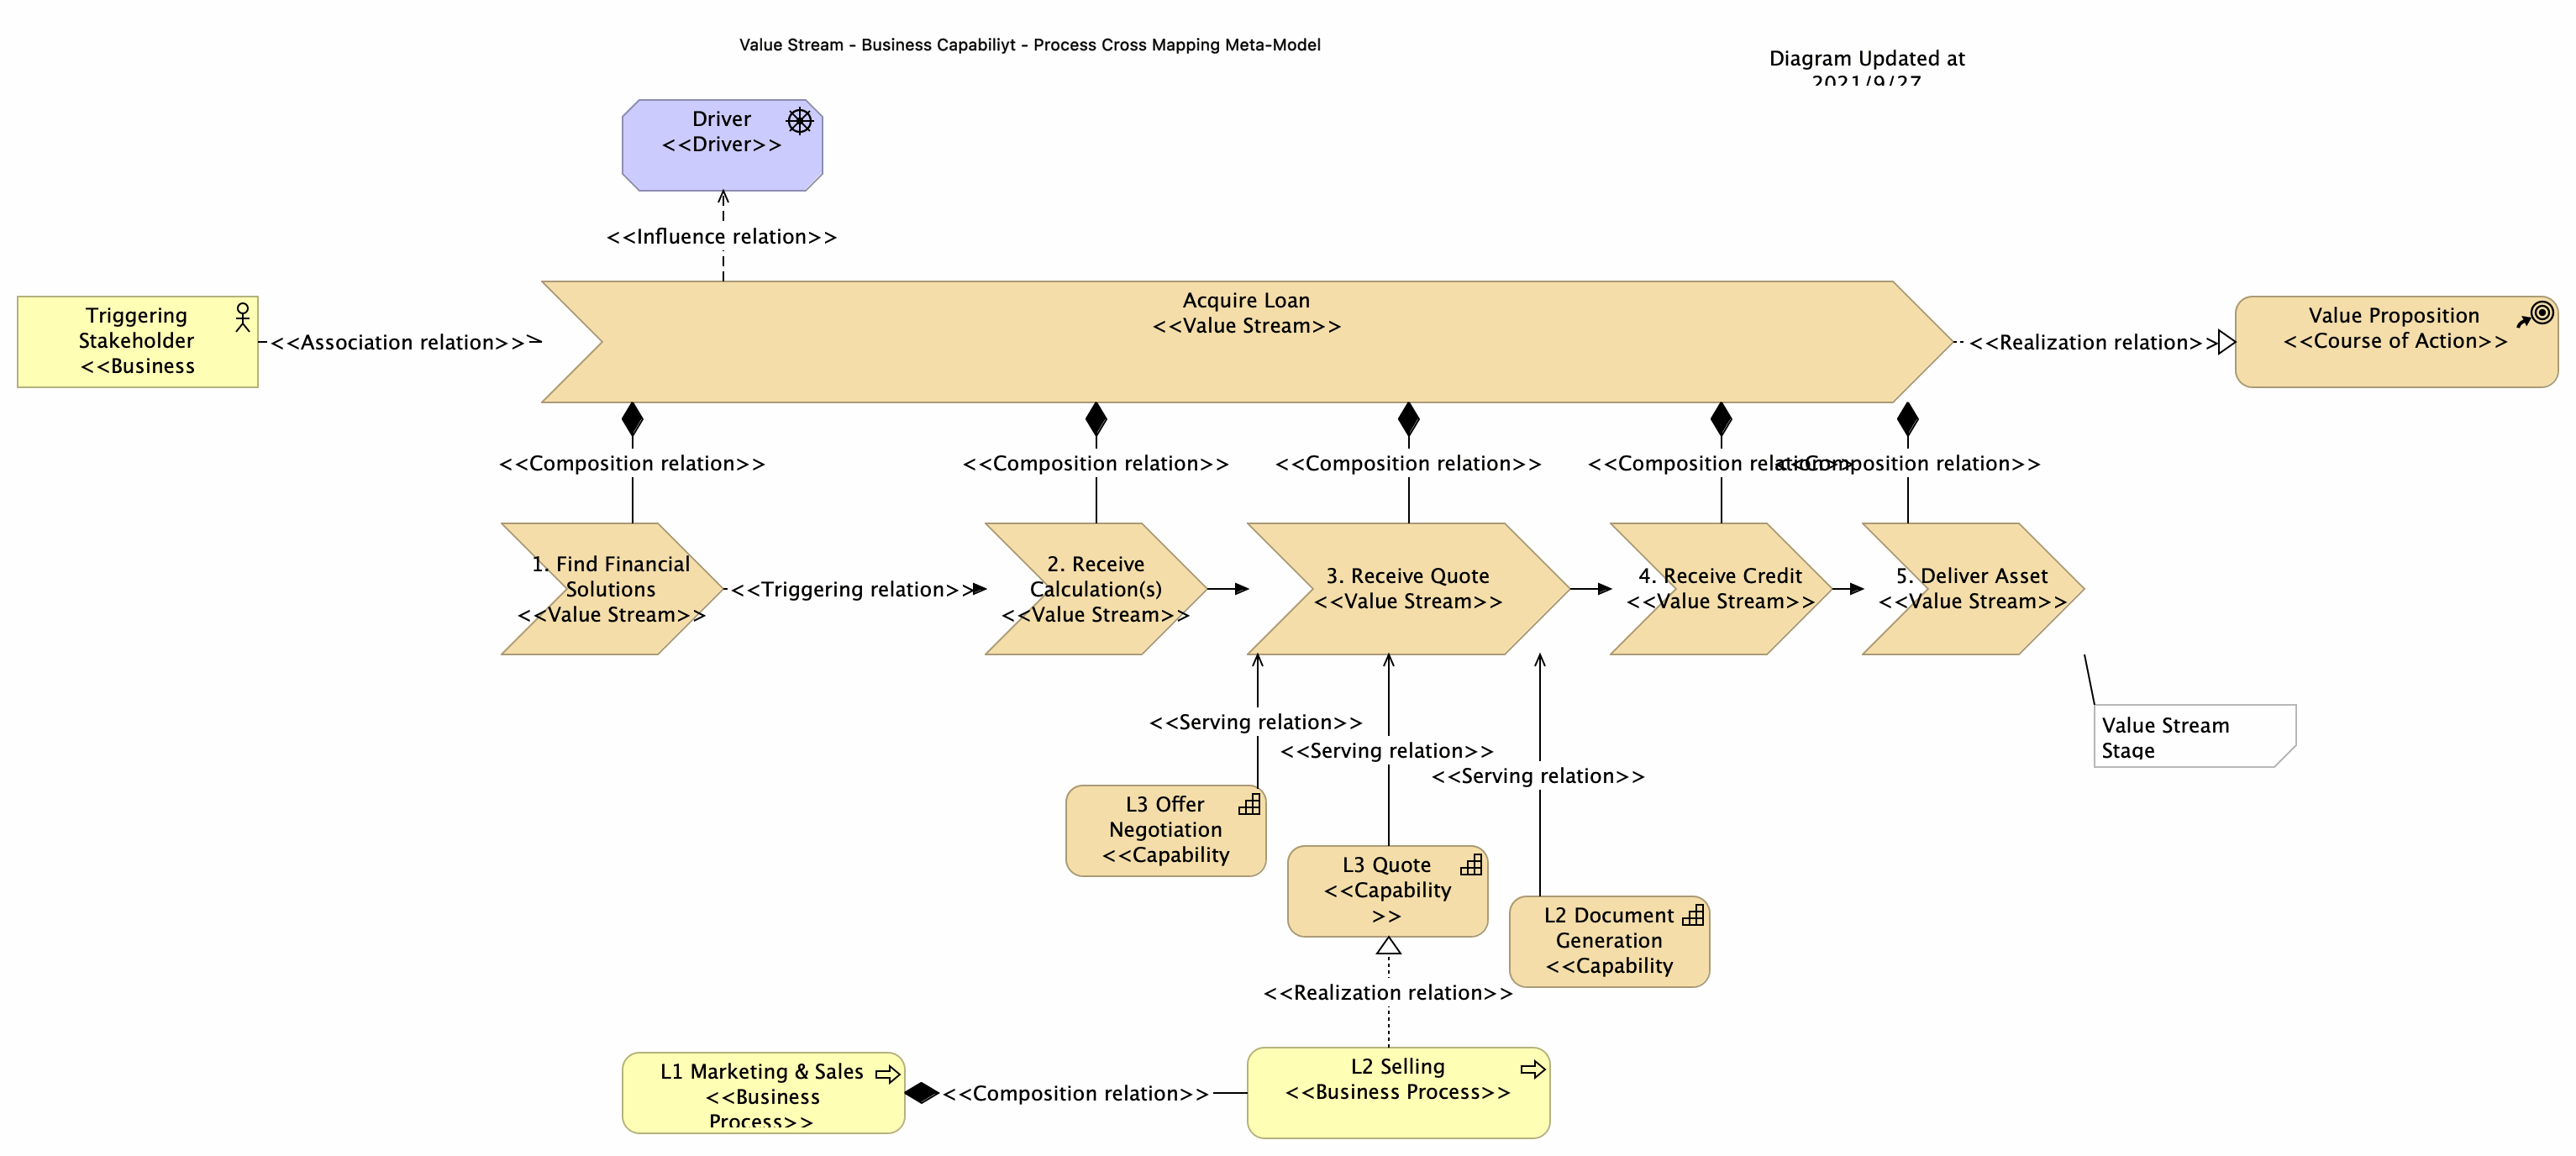 Value Stream - Business Capabiliyt - Process Cross Mapping Meta-Model
Diagram Updated at
2021/9/27
Driver
<<Driver>>
<<Influence relation>>
Triggering
Stakeholder
<<Business
<<Association relation>>
Acquire Loan
<<Value Stream>>
<<Realization relation>>
Value Proposition
<<Course of Action>>
<<Composition relation>>
<<Composition relation>>
<<Composition relation>>
<<Composition relation>>
<<Composition relation>>
1. Find Financial
Solutions
<<Value Stream>>
<<Triggering relation>>
2. Receive
Calculation(s)
<<Value Stream>>
3. Receive Quote
<<Value Stream>>
4. Receive Credit
<<Value Stream>>
5. Deliver Asset
<<Value Stream>>
<<Serving relation>>
<<Serving relation>>
<<Serving relation>>
Value Stream
Stage
L3 Offer
Negotiation
<<Capability
L3 Quote
<<Capability
>>
L2 Document
Generation
<<Capability
<<Realization relation>>
L1 Marketing & Sales
<<Business
Process>>
<<Composition relation>>
L2 Selling
<<Business Process>>